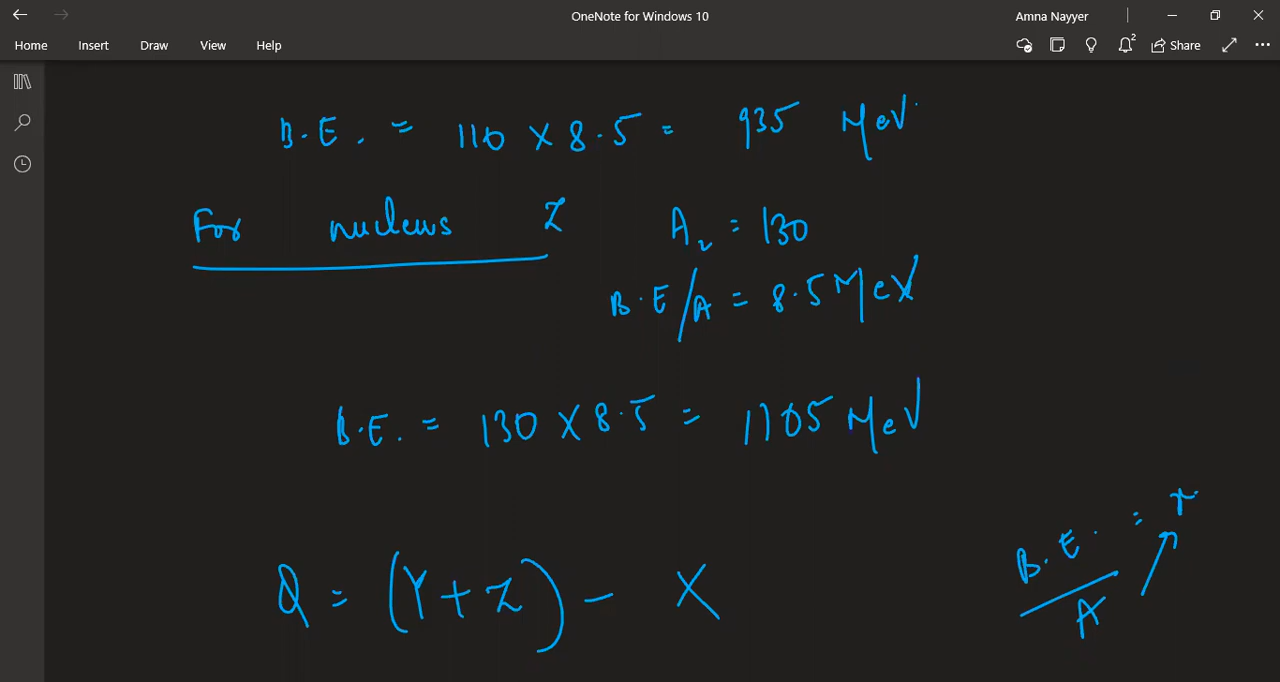 OneNote for Windows 10
Amna Nayyer
Home Insert Draw View Help
2 Share
B.E. = 110 X 8.5 = 935 MeV.
For nucleus Z A2 = 130
B.E/A = 8.5 MeV
B.E. = 130 X 8.5 = 1105 MeV
Q = (Y+Z) - X
B.E. / A =